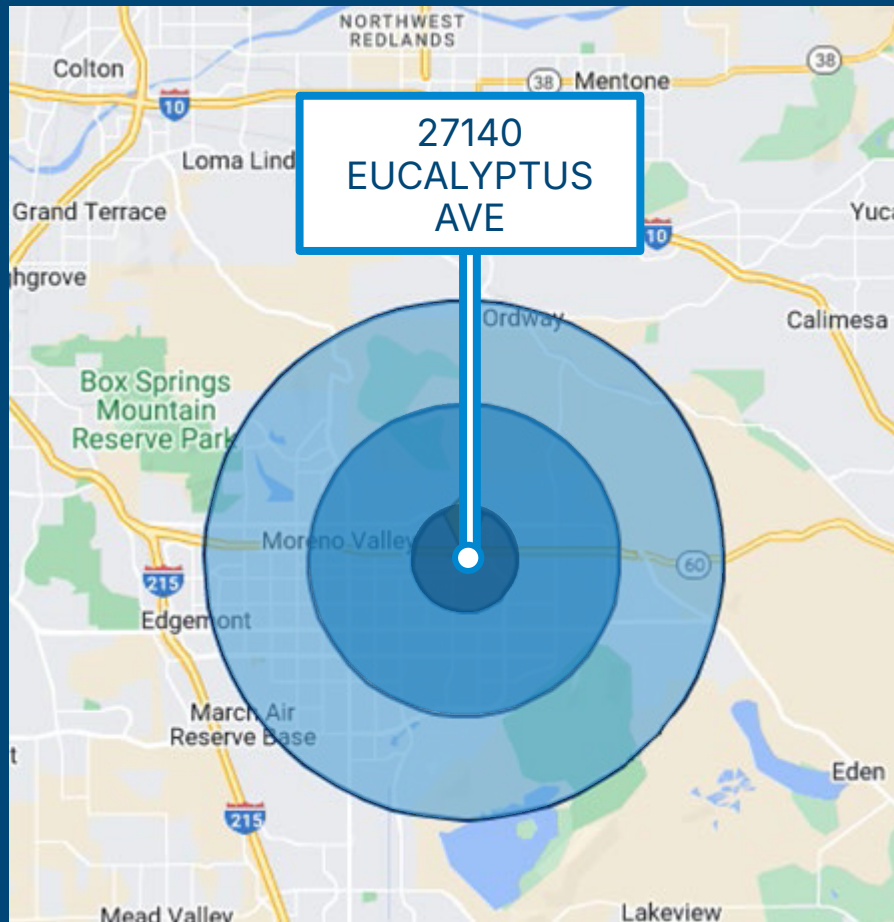 NORTHWEST
REDLANDS
Colton
38
38
Mentone
10
27140
EUCALYPTUS
AVE
Loma Lind
Grand Terrace
10
Yuca
hgrove
Ordway
Calimesa
Box Springs
Mountain
Reserve Park
Moreno Valley
60
215
Edgemont
March Air
Reserve Base
t
Eden
215
Mead Valley
Lakeview